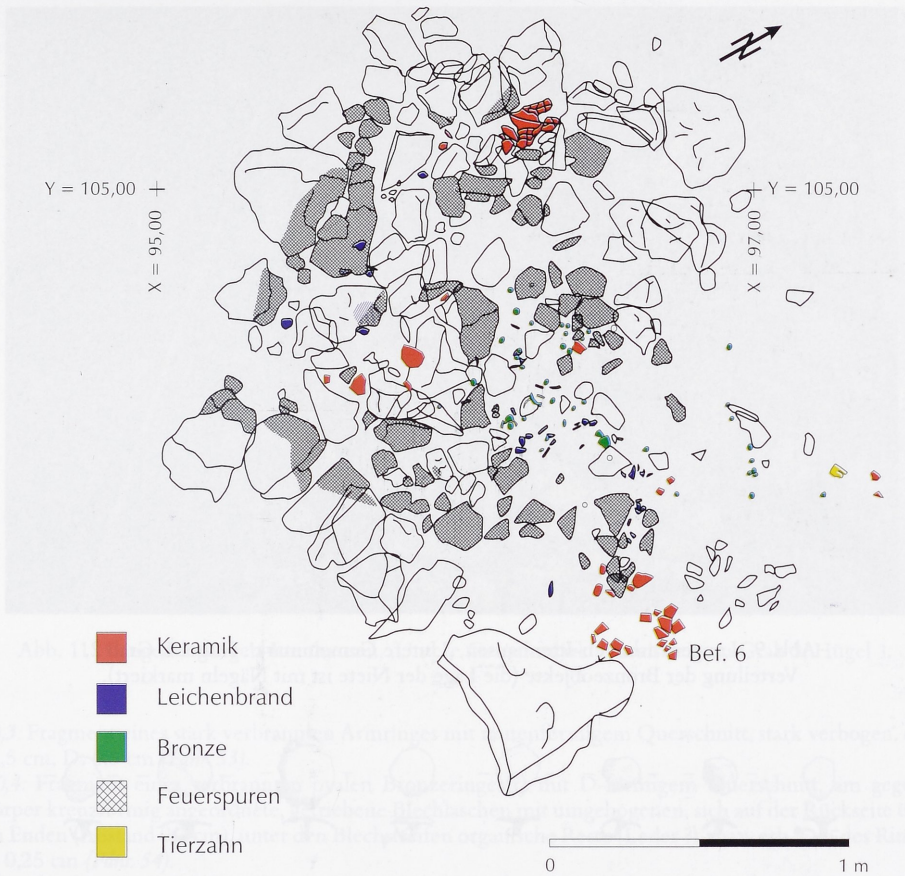 Y = 105,00
Y = 105,00
X = 95,00
X = 97,00
Bef. 6
Keramik
Leichenbrand
Bronze
Feuerspuren
Tierzahn
0
1 m